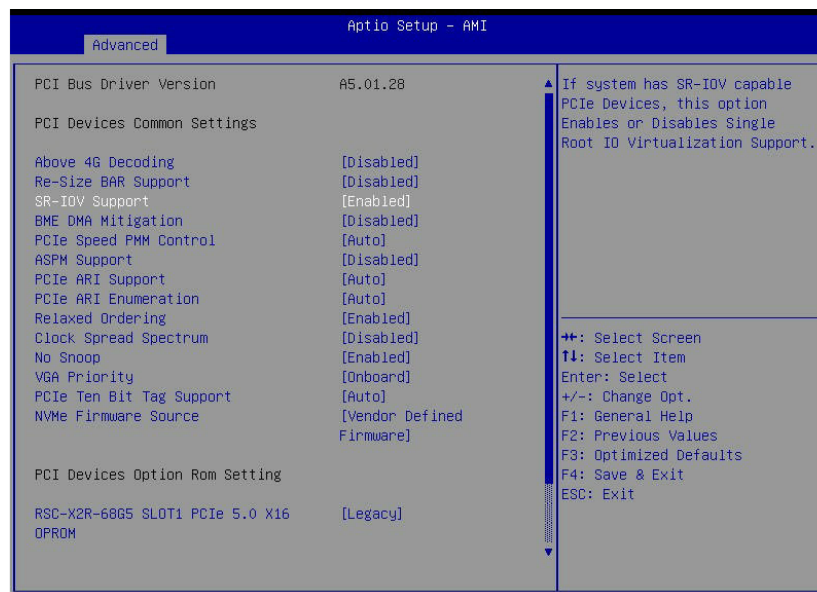 Aptio Setup – AMI
Advanced
PCI Bus Driver Version A5.01.28
PCI Devices Common Settings
Above 4G Decoding [Disabled]
Re-Size BAR Support [Disabled]
SR-IOV Support [Enabled]
BME DMA Mitigation [Disabled]
PCIe Speed PMM Control [Auto]
ASPM Support [Disabled]
PCIe ARI Support [Auto]
PCIe ARI Enumeration [Auto]
Relaxed Ordering [Enabled]
Clock Spread Spectrum [Disabled]
No Snoop [Enabled]
VGA Priority [Onboard]
PCIe Ten Bit Tag Support [Auto]
NVMe Firmware Source [Vendor Defined
Firmware]
PCI Devices Option Rom Setting
RSC-X2R-68G5 SLOT1 PCIe 5.0 X16 [Legacy]
OPROM
If system has SR-IOV capable
PCIe Devices, this option
Enables or Disables Single
Root IO Virtualization Support.
→←: Select Screen
↑↓: Select Item
Enter: Select
+/-: Change Opt.
F1: General Help
F2: Previous Values
F3: Optimized Defaults
F4: Save & Exit
ESC: Exit